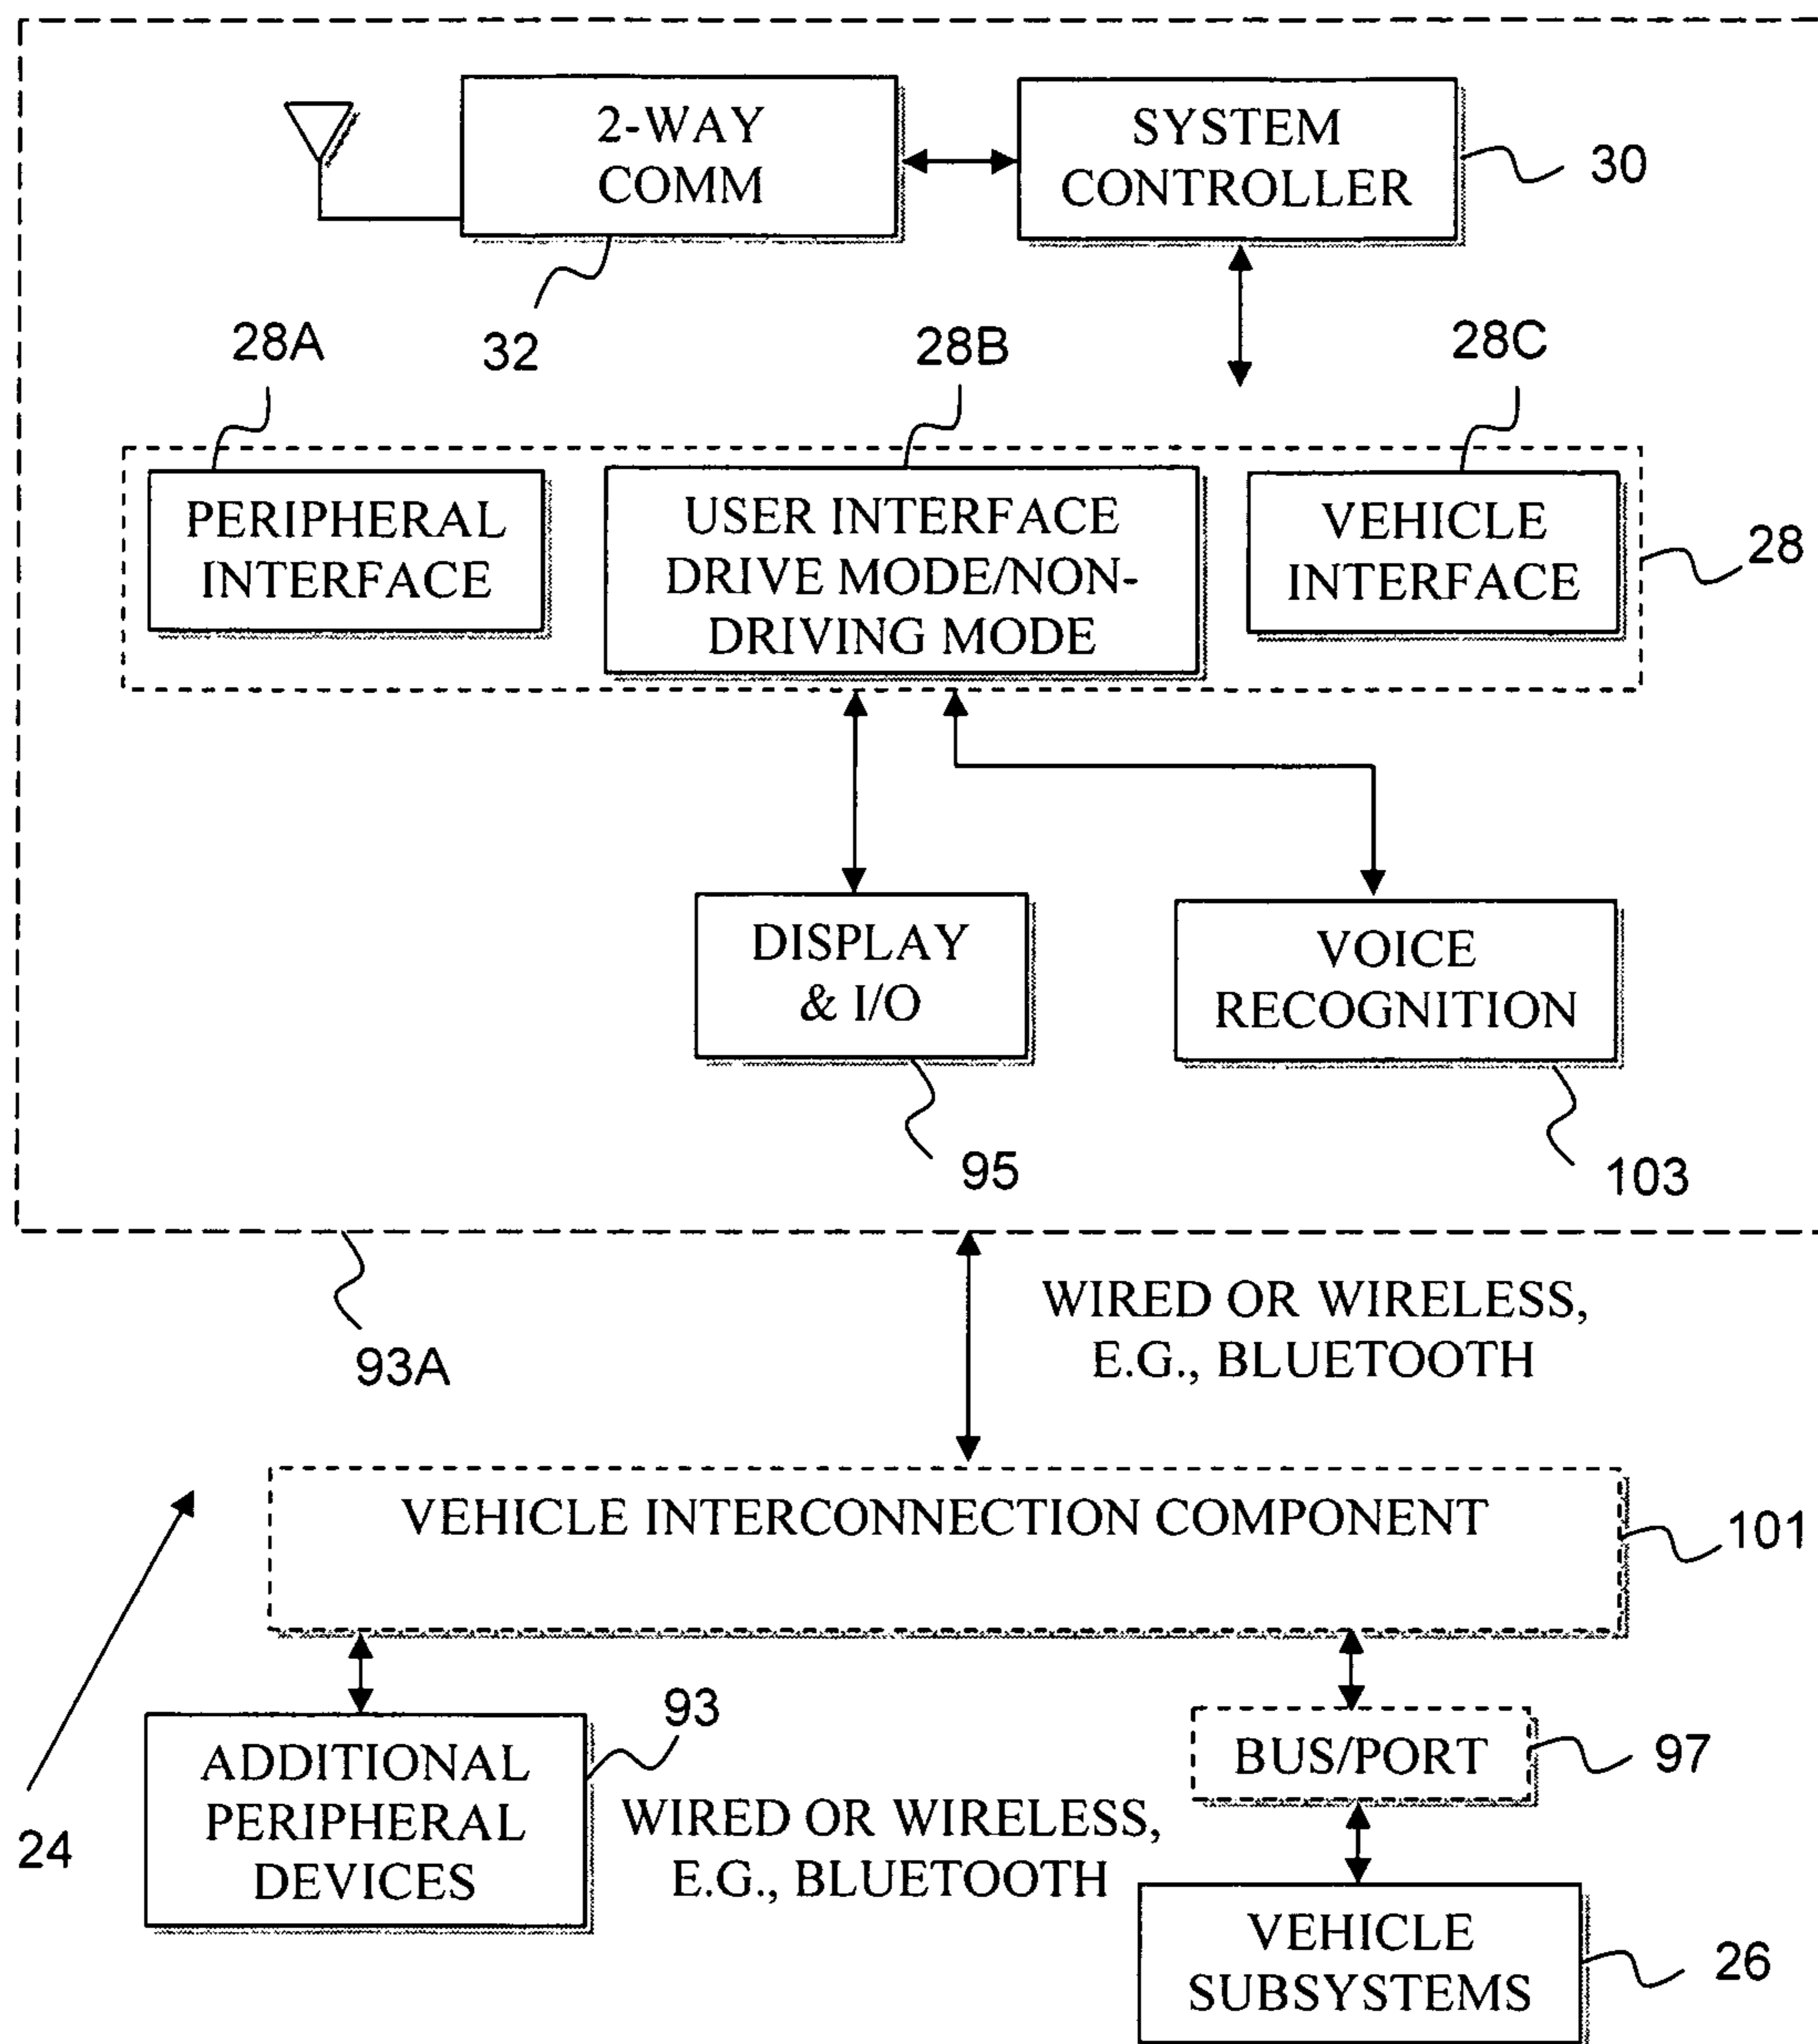 2-WAY
COMM
SYSTEM
CONTROLLER
30
32
28A
28B
28C
PERIPHERAL
INTERFACE
USER INTERFACE
DRIVE MODE/NON-
DRIVING MODE
VEHICLE
INTERFACE
28
DISPLAY
& I/O
VOICE
RECOGNITION
95
103
93A
WIRED OR WIRELESS,
E.G., BLUETOOTH
VEHICLE INTERCONNECTION COMPONENT
101
93
ADDITIONAL
PERIPHERAL
DEVICES
WIRED OR WIRELESS,
E.G., BLUETOOTH
BUS/PORT
97
24
VEHICLE
SUBSYSTEMS
26